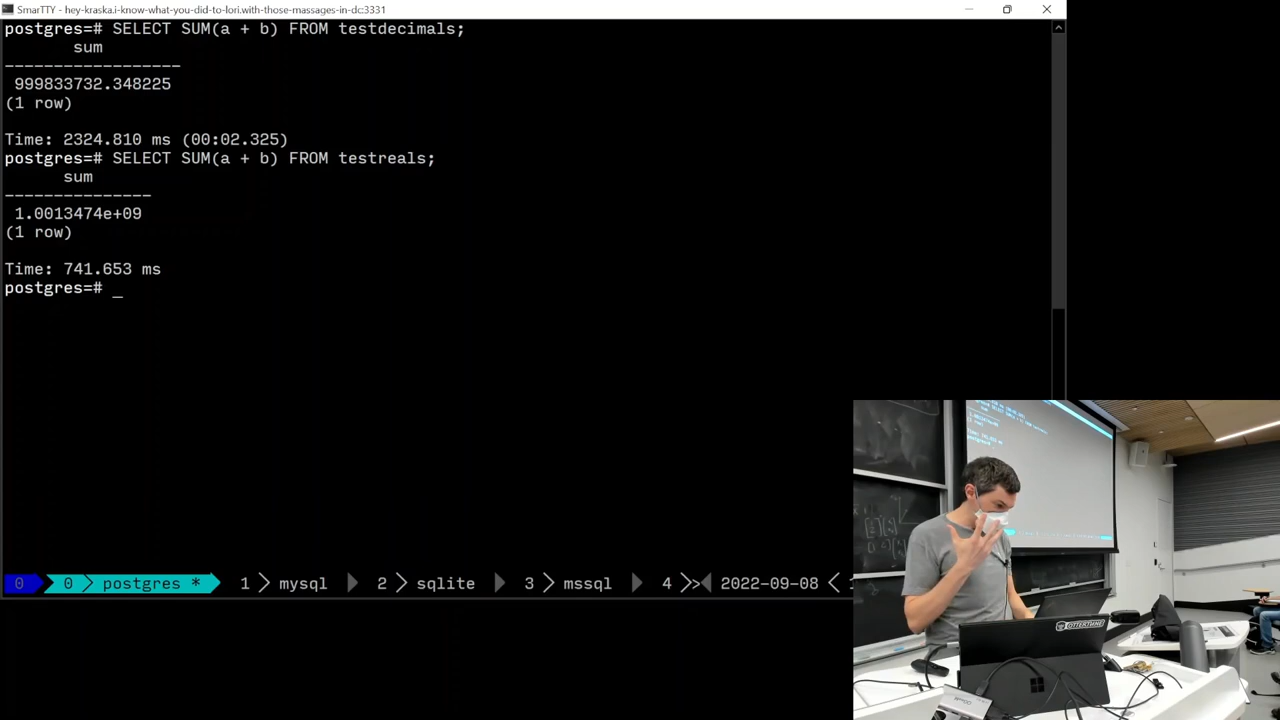 SmarTTY - hey-kraska.i-know-what-you-did-to-lori.with-those-massages-in-dc:3331
postgres=# SELECT SUM(a + b) FROM testdecimals;
sum
------------------
999833732.348225
(1 row)
Time: 2324.810 ms (00:02.325)
postgres=# SELECT SUM(a + b) FROM testreals;
sum
---------------
1.0013474e+09
(1 row)
Time: 741.653 ms
postgres=# _
0 0 postgres * 1 mysql 2 sqlite 3 mssql 4 >> 2022-09-08
OTTERTUNE